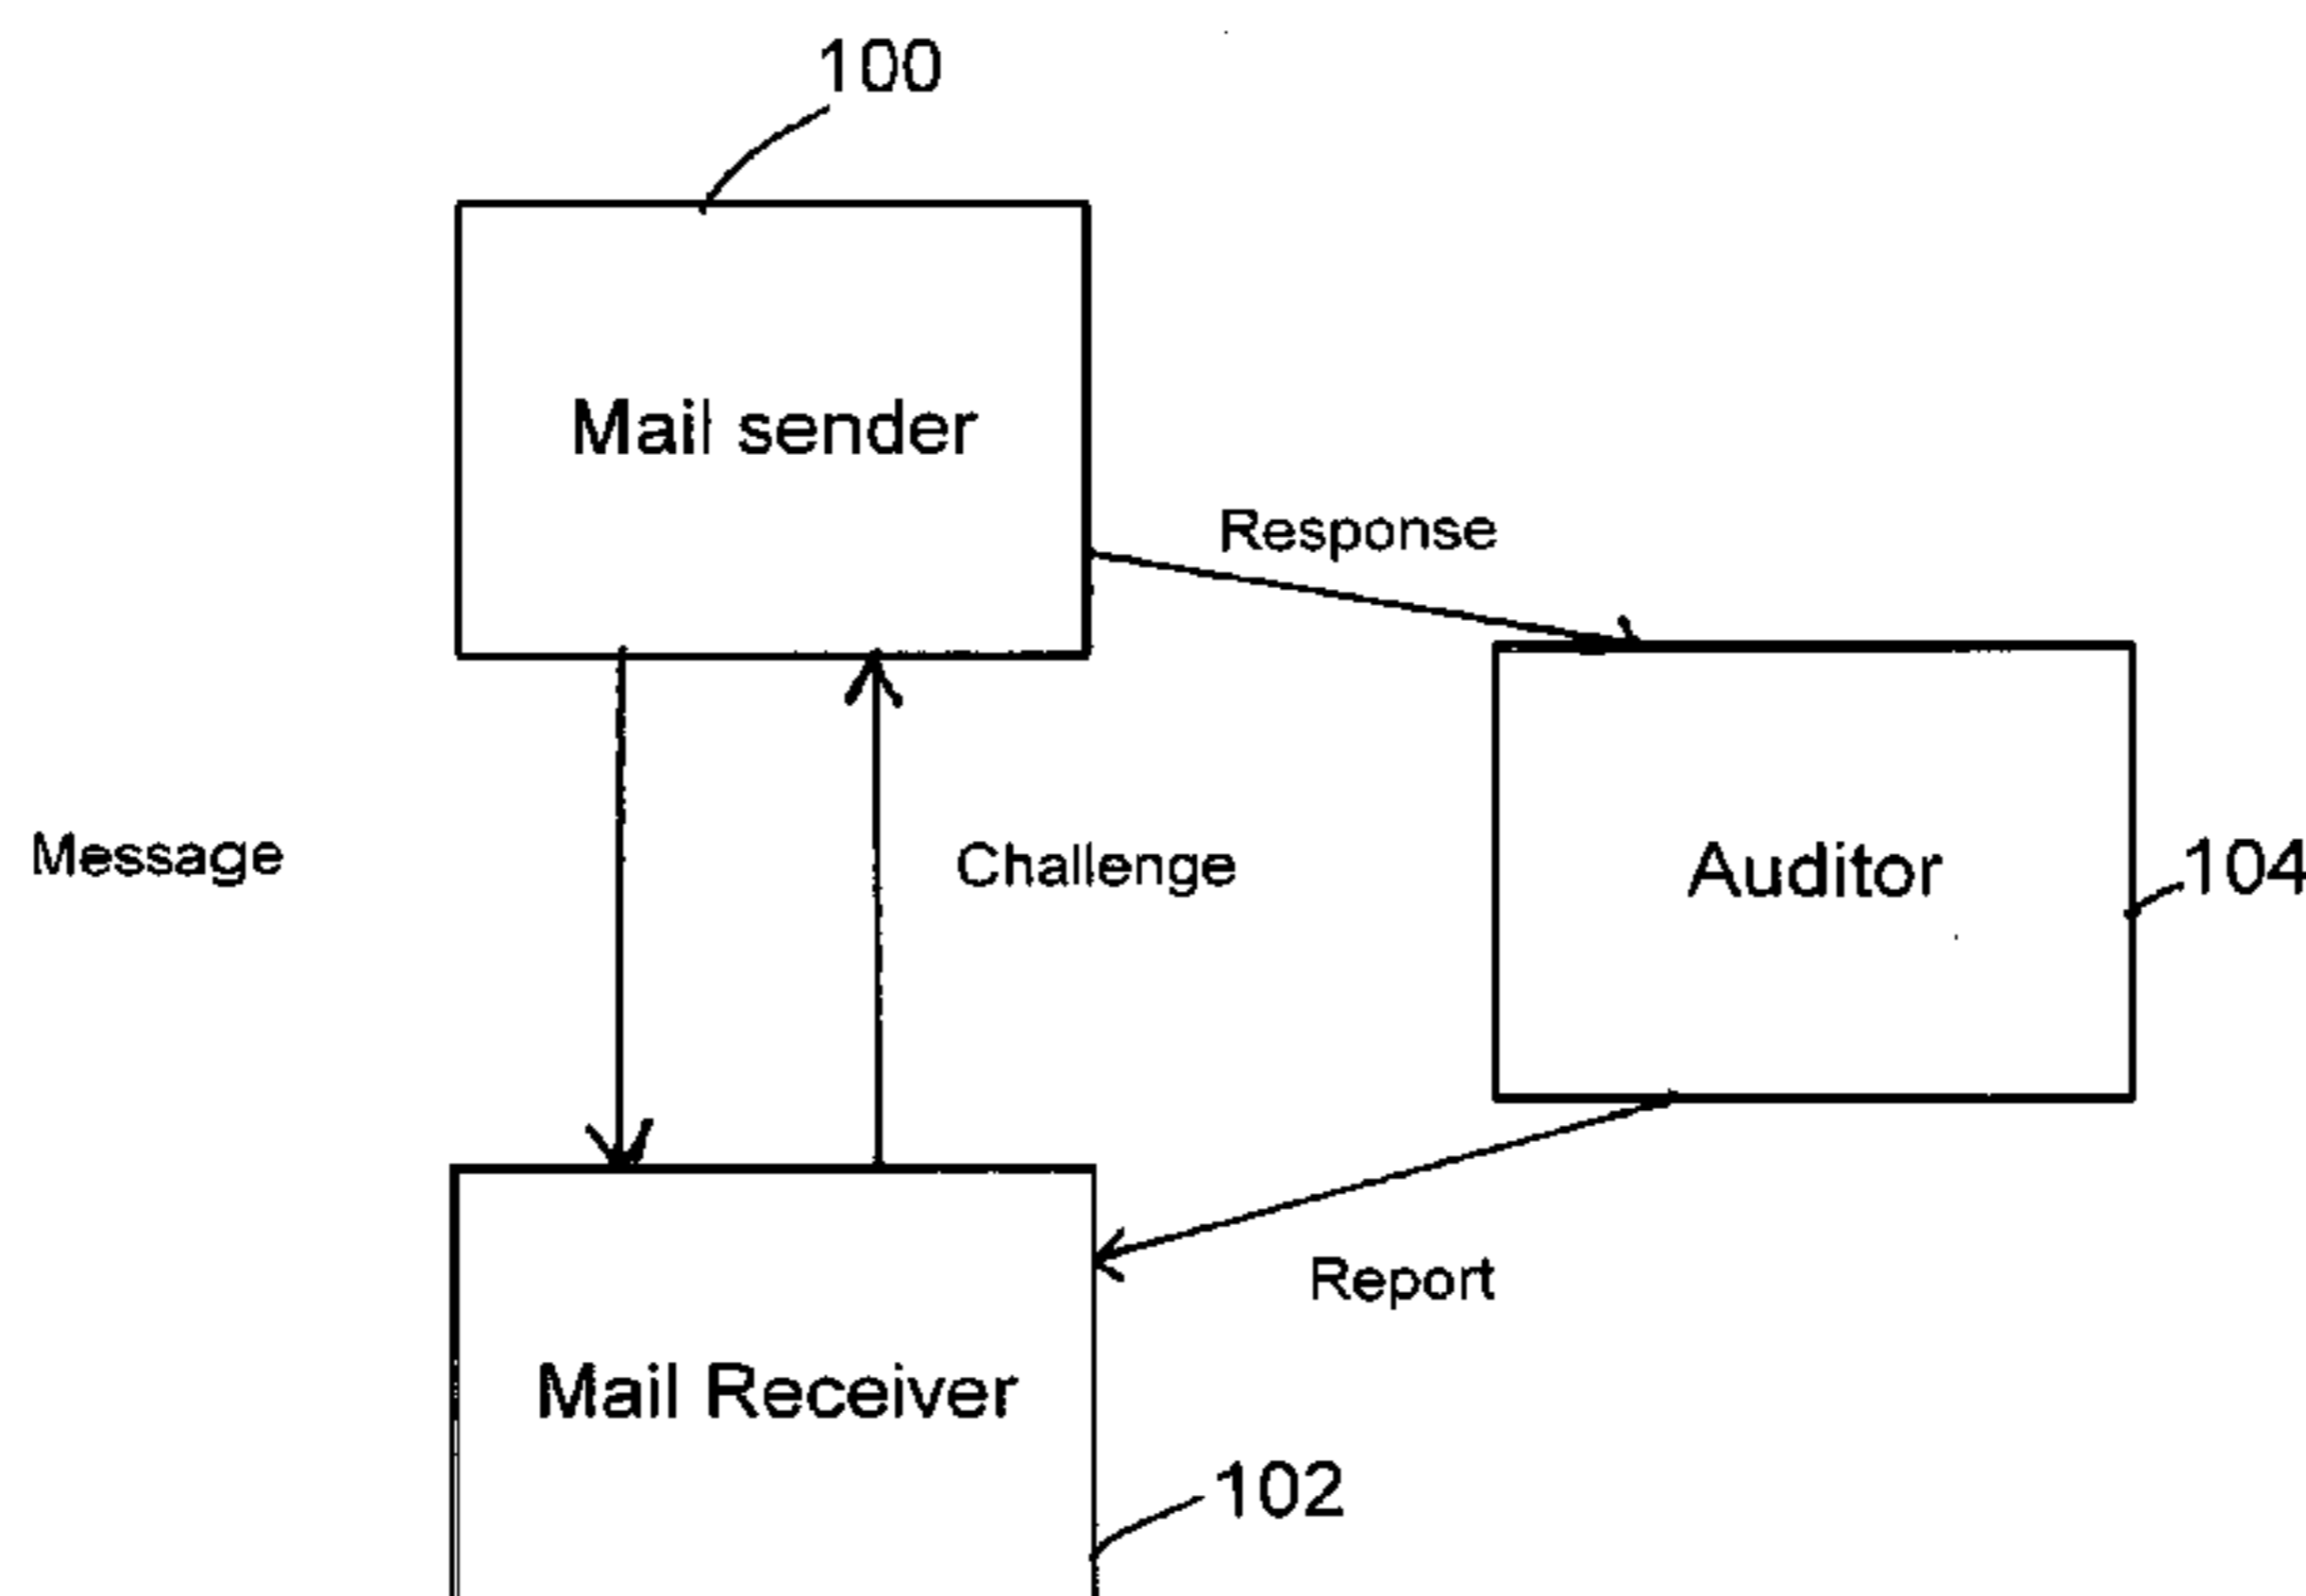 100
Mail sender
Response
Message
Challenge
Auditor
104
Report
Mail Receiver
102